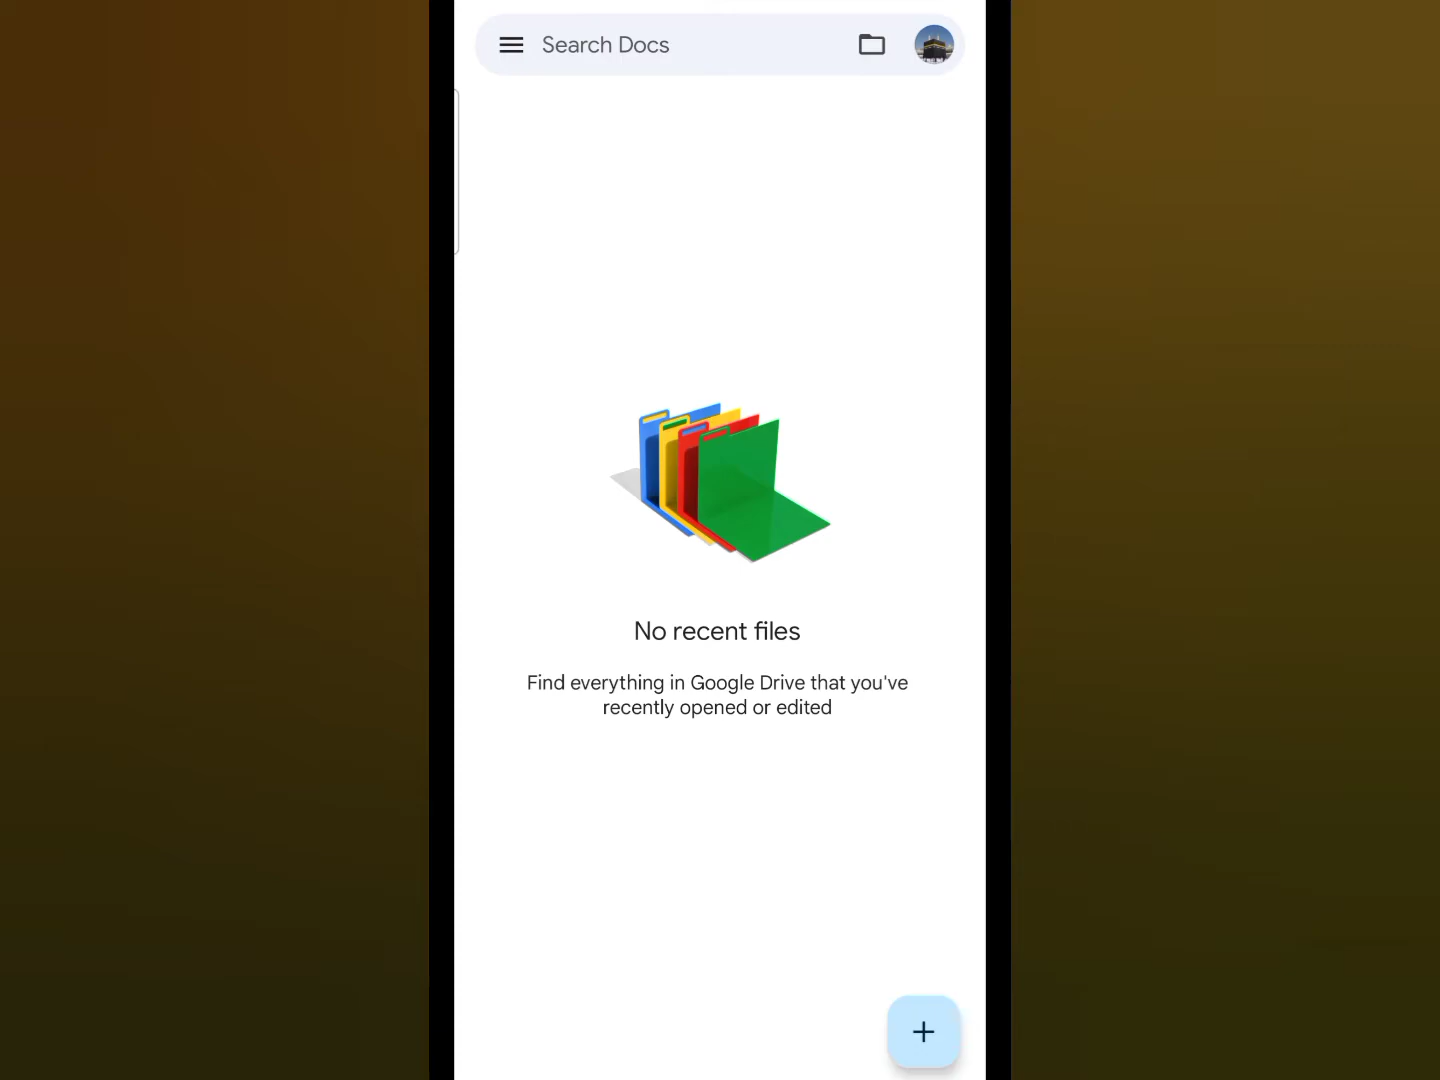 Search Docs
No recent files
Find everything in Google Drive that you've
recently opened or edited